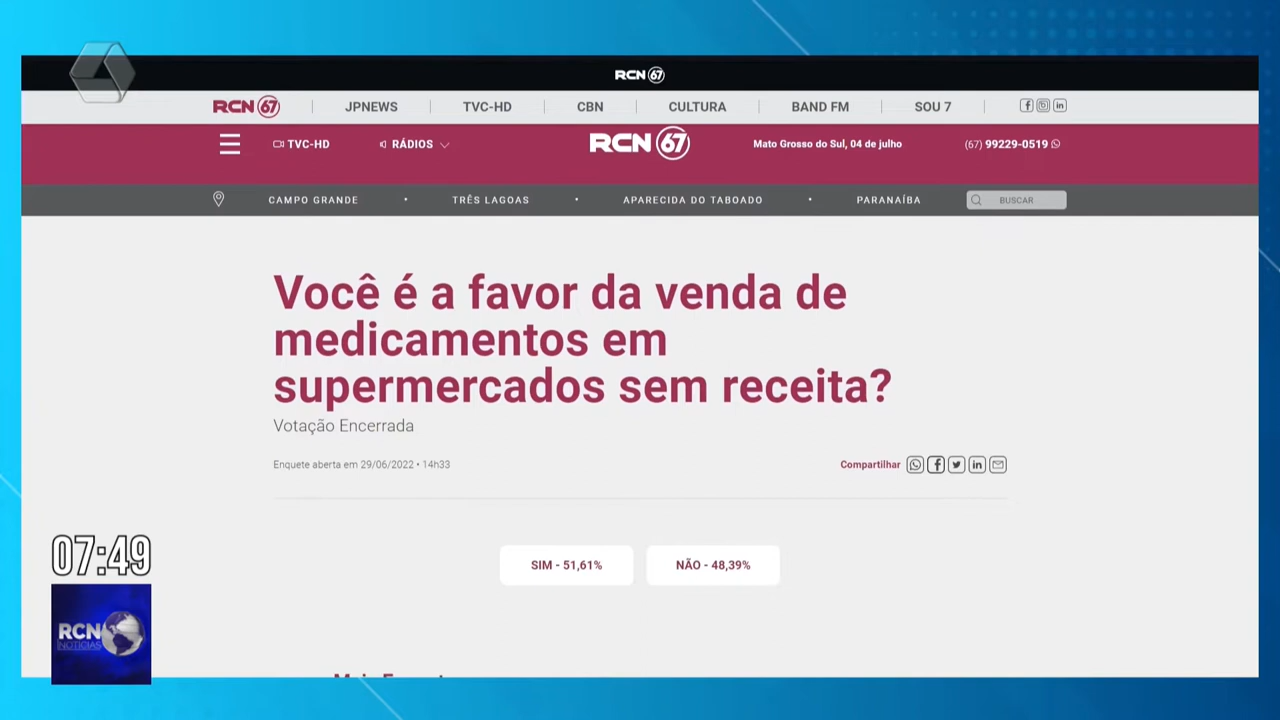 RCN 67
RCN 67 JPNEWS TVC-HD CBN CULTURA BAND FM SOU 7
TVC-HD RÁDIOS RCN 67 Mato Grosso do Sul, 04 de julho (67) 99229-0519
CAMPO GRANDE • TRÊS LAGOAS • APARECIDA DO TABOADO • PARANAÍBA BUSCAR
Você é a favor da venda de
medicamentos em
supermercados sem receita?
Votação Encerrada
Enquete aberta em 29/06/2022 • 14h33 Compartilhar
SIM - 51,61% NÃO - 48,39%
07:49
RCN
NOTÍCIAS